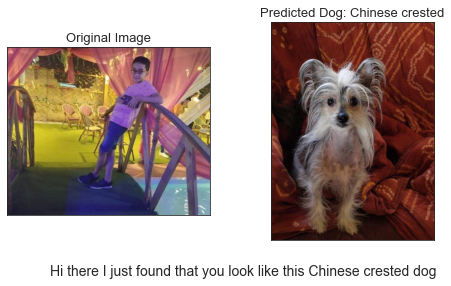 Original Image
Predicted Dog: Chinese crested
Hi there I just found that you look like this Chinese crested dog